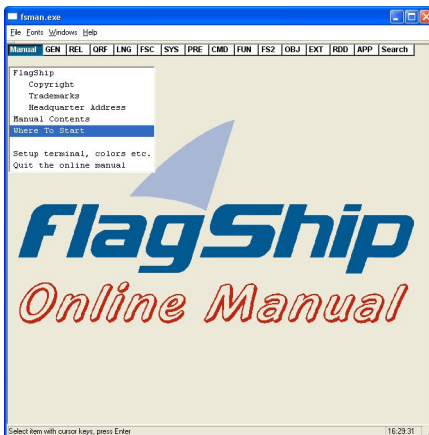 fsman.exe
File Fonts Windows Help
Manual GEN REL QRF LNG FSC SYS PRE CMD FUN FS2 OBJ EXT RDD APP Search
FlagShip
Copyright
Trademarks
Headquarter Address
Manual Contents
Where To Start
Setup terminal, colors etc.
Quit the online manual
FlagShip
Online Manual
Select item with cursor keys, press Enter 16:29:31